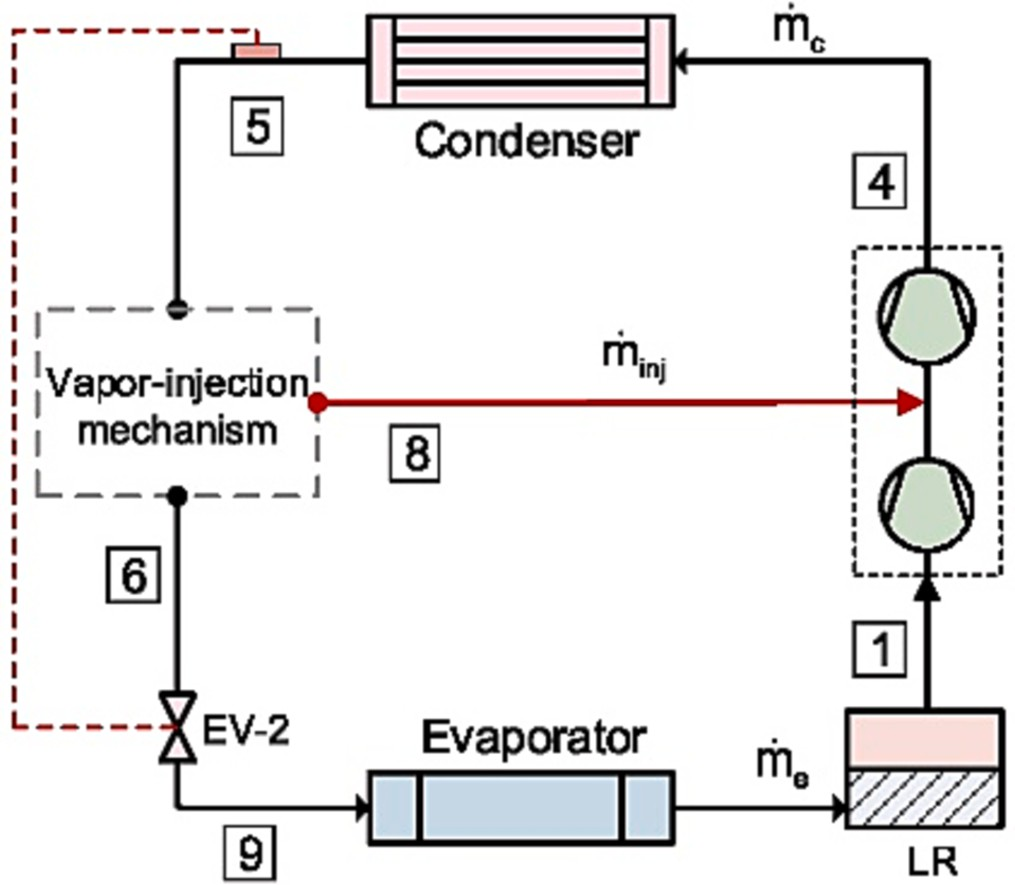 ṁc
5
Condenser
4
ṁinj
Vapor-injection
mechanism
8
6
1
EV-2
Evaporator
ṁe
9
LR